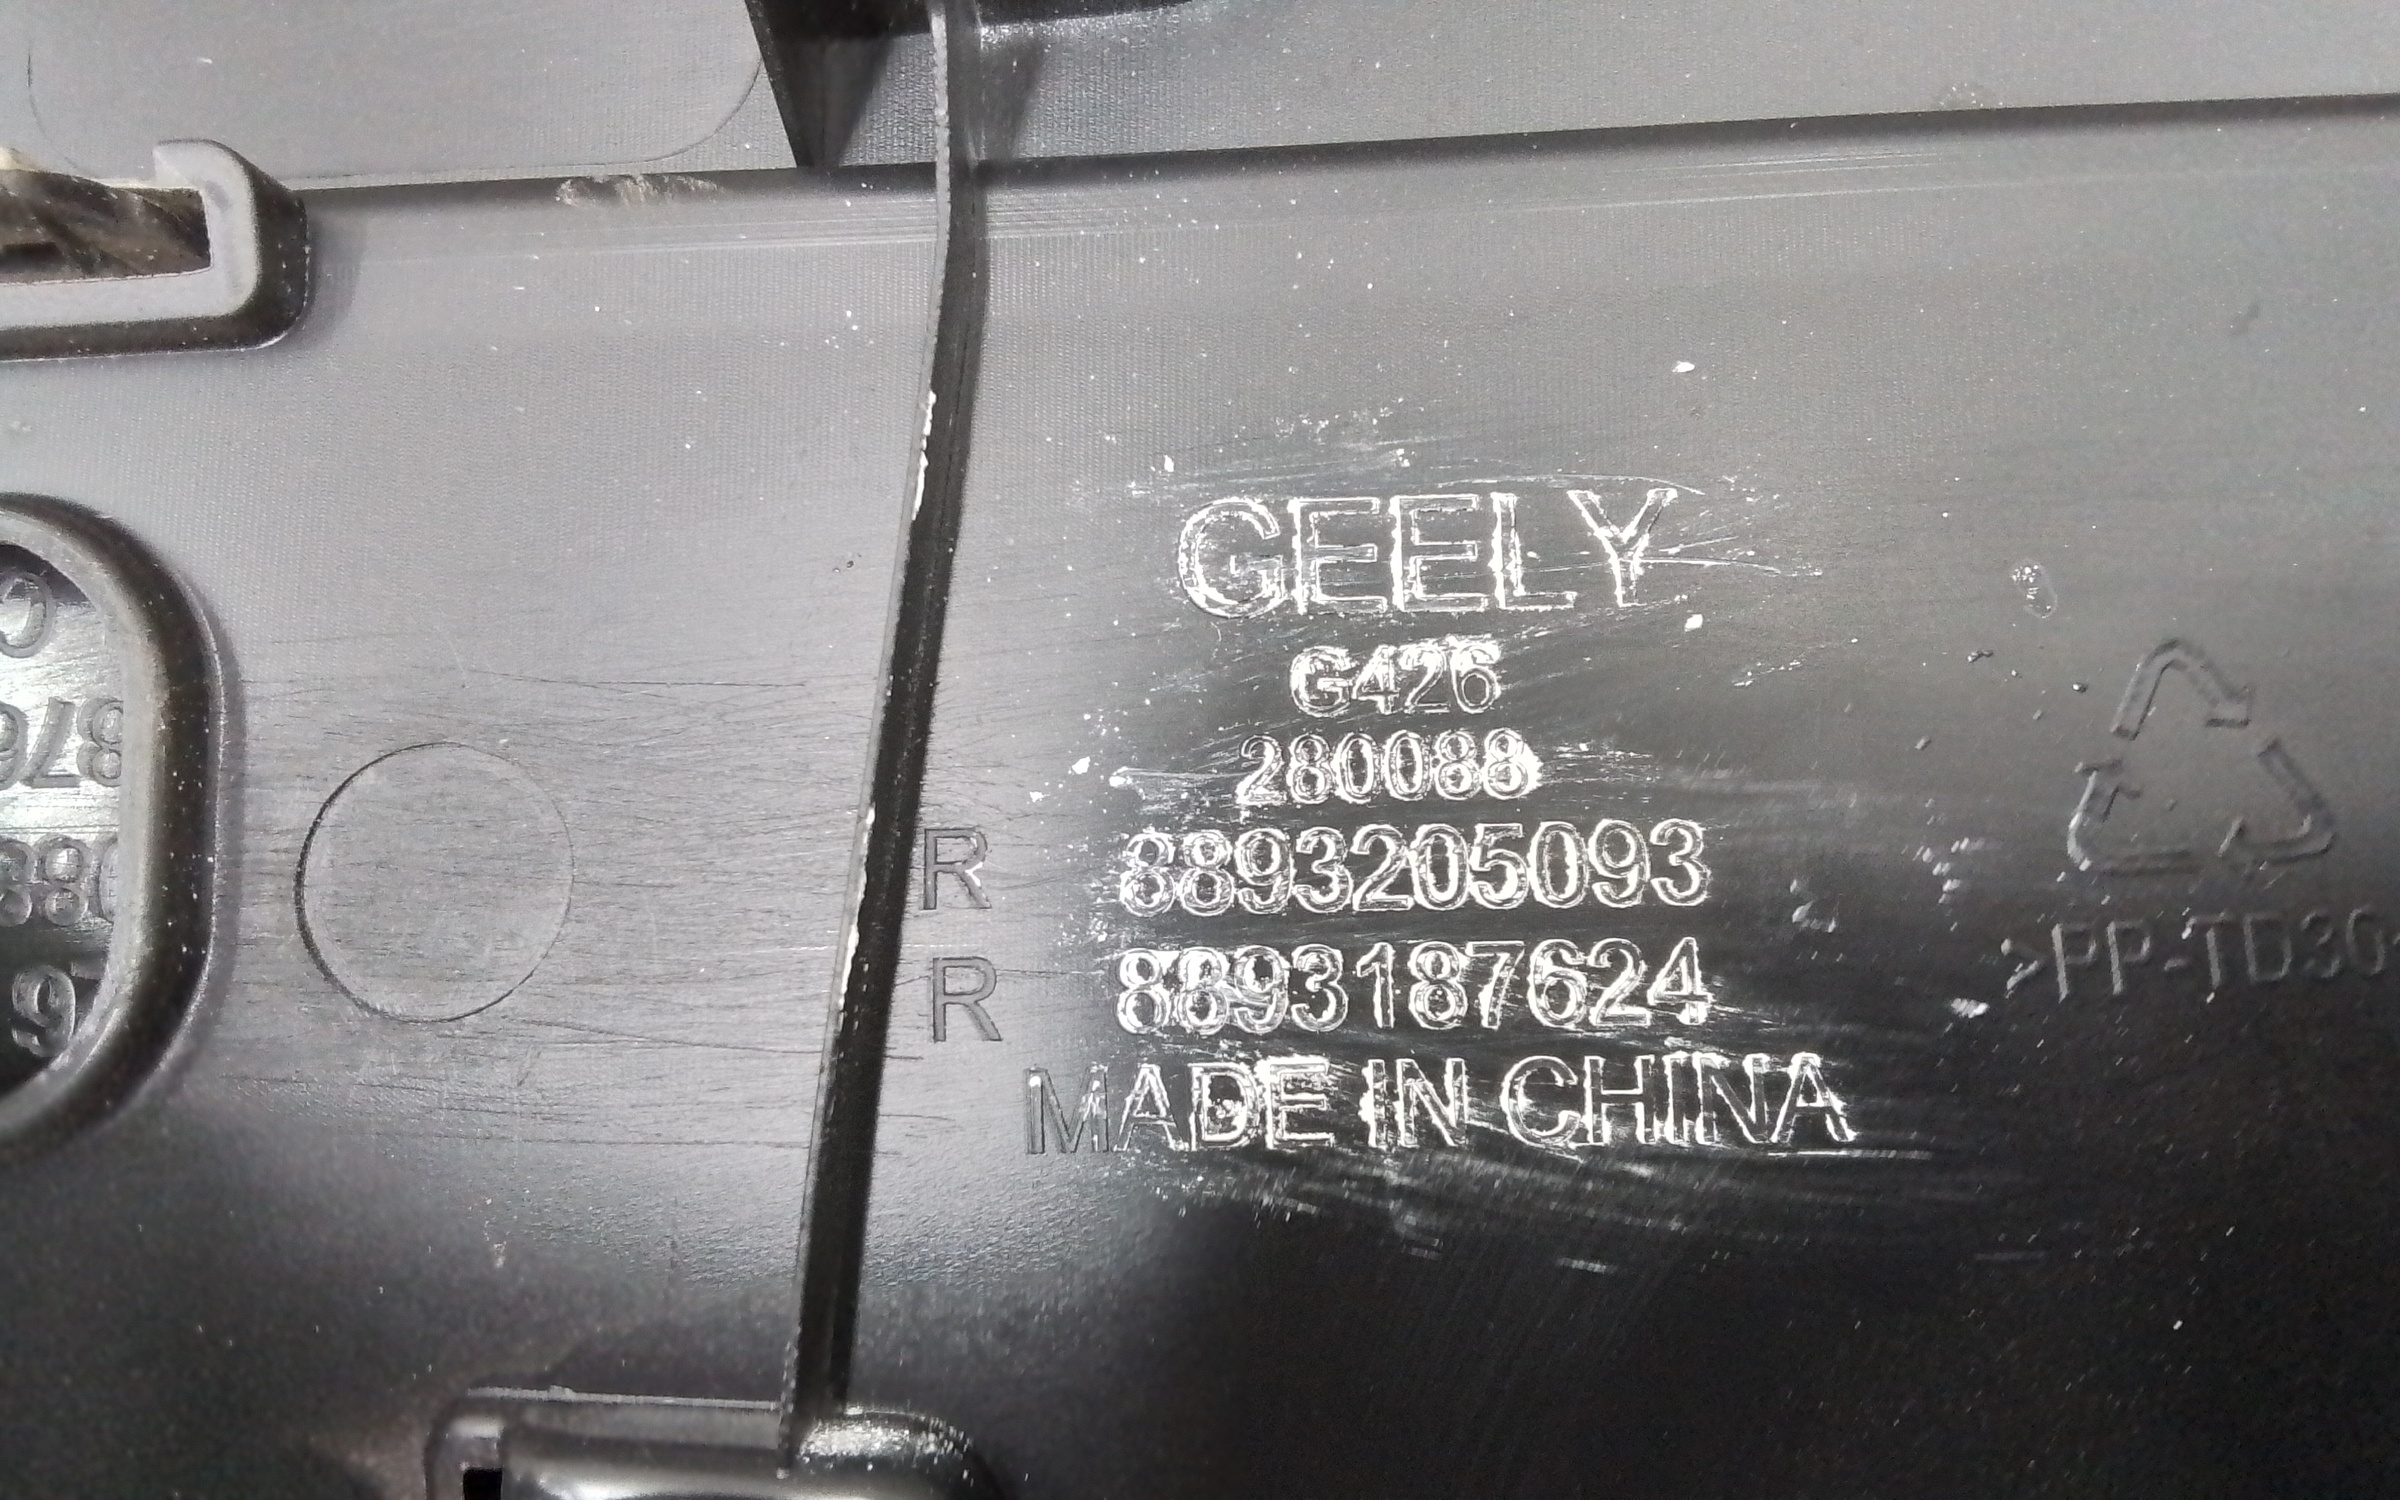 GEELY
G426
280088
R 8893205093
R 8893187624
MADE IN CHINA
>PP-TD30